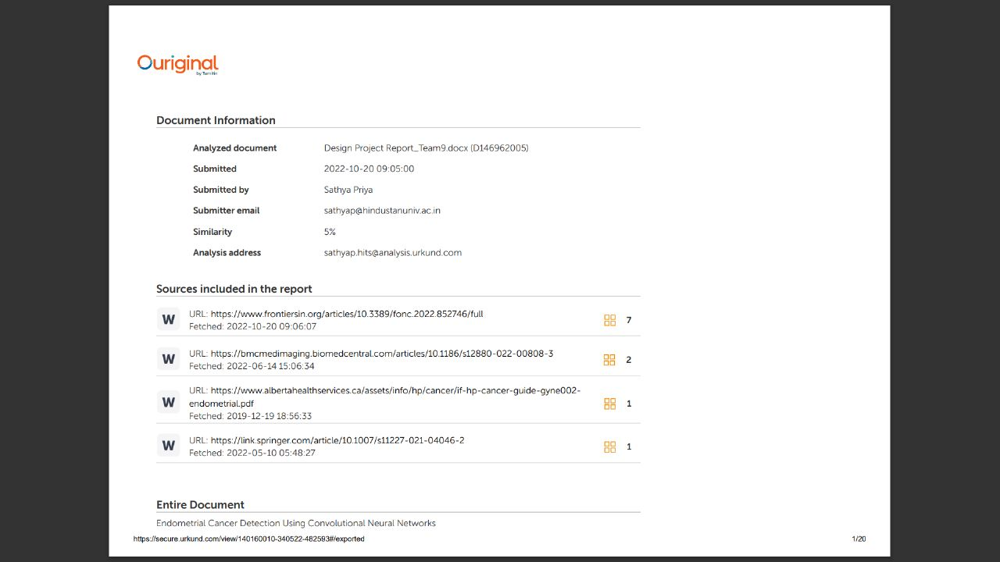 Ouriginal
by Turnitin
Document Information
Analyzed document Design Project Report_Team9.docx (D146962005)
Submitted 2022-10-20 09:05:00
Submitted by Sathya Priya
Submitter email sathyap@hindustanuniv.ac.in
Similarity 5%
Analysis address sathyap.hits@analysis.urkund.com
Sources included in the report
W URL: https://www.frontiersin.org/articles/10.3389/fonc.2022.852746/full 7
Fetched: 2022-10-20 09:06:07
W URL: https://bmcmedimaging.biomedcentral.com/articles/10.1186/s12880-022-00808-3 2
Fetched: 2022-06-14 15:06:34
W URL: https://www.albertahealthservices.ca/assets/info/hp/cancer/if-hp-cancer-guide-gyne002-
endometrial.pdf 1
Fetched: 2019-12-19 18:56:33
W URL: https://link.springer.com/article/10.1007/s11227-021-04046-2 1
Fetched: 2022-05-10 05:48:27
Entire Document
Endometrial Cancer Detection Using Convolutional Neural Networks
https://secure.urkund.com/view/140160010-340522-482593#/exported 1/20